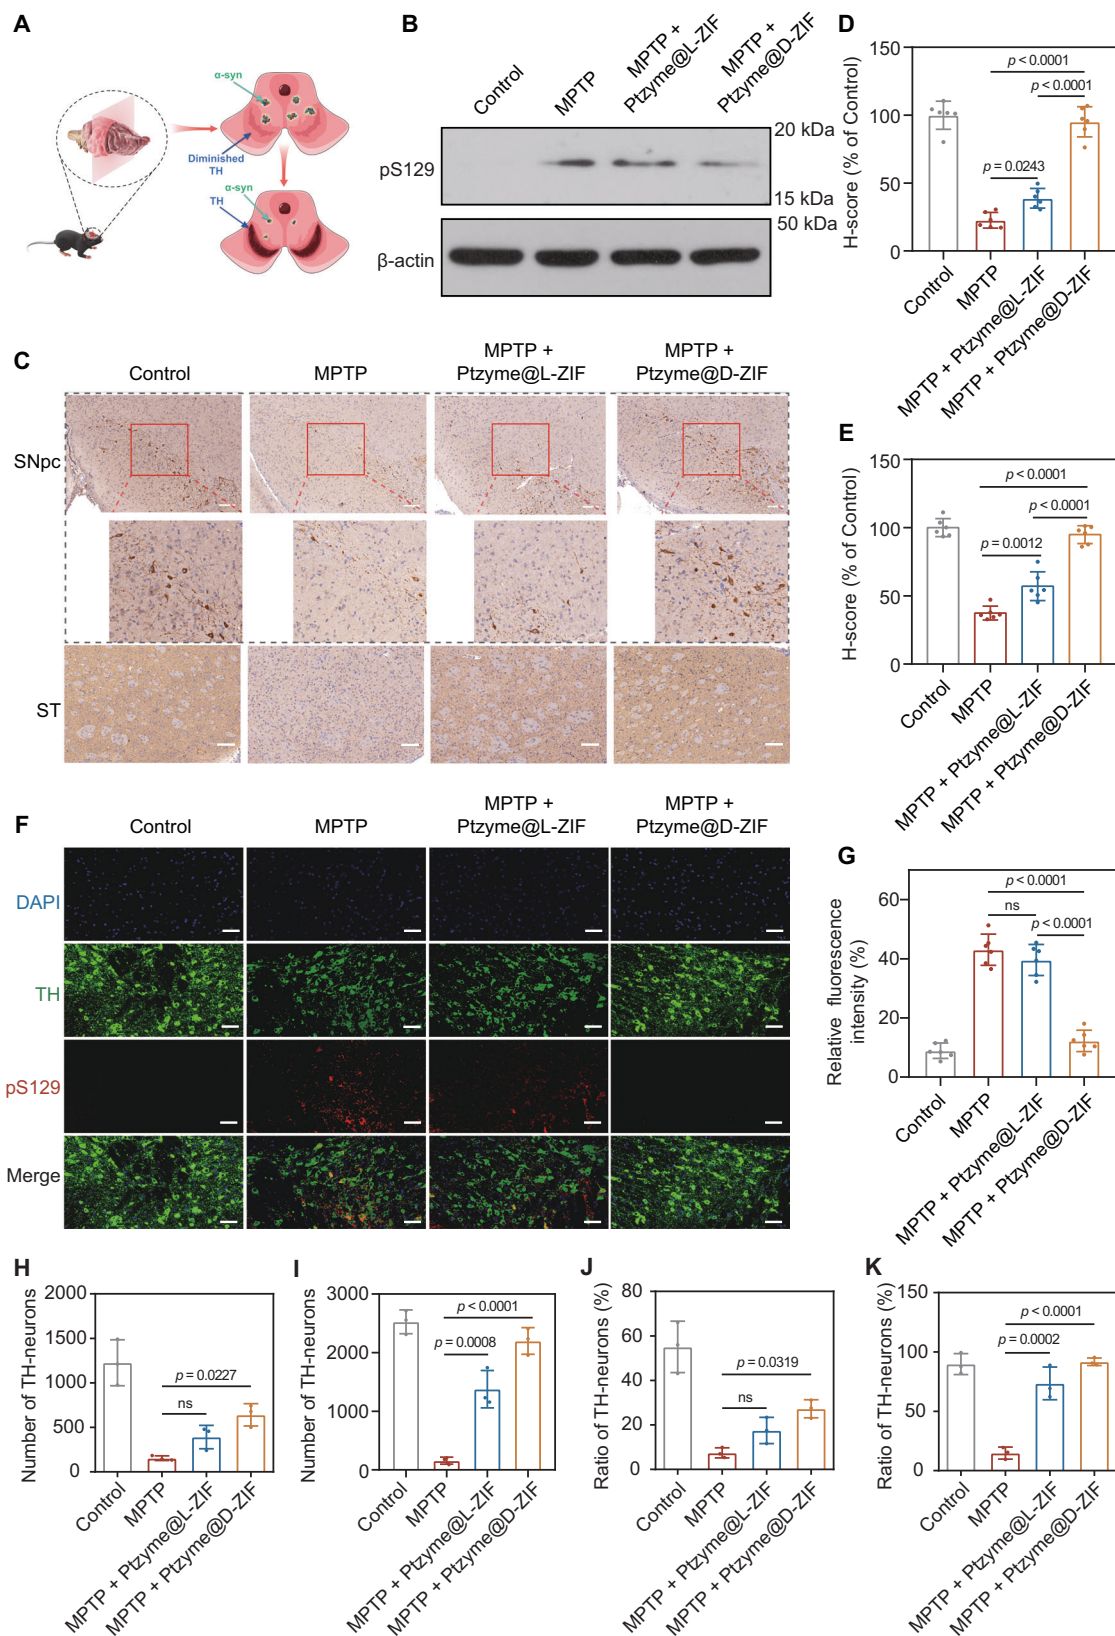 A
α-syn
Diminished
TH
α-syn
TH
B
Control
MPTP
MPTP +
Ptzyme@L-ZIF
MPTP +
Ptzyme@D-ZIF
pS129
20 kDa
15 kDa
50 kDa
β-actin
D
H-score (% of Control)
150
100
50
0
p < 0.0001
p < 0.0001
p = 0.0243
Control
MPTP
MPTP + Ptzyme@L-ZIF
MPTP + Ptzyme@D-ZIF
C
Control
MPTP
MPTP +
Ptzyme@L-ZIF
MPTP +
Ptzyme@D-ZIF
SNpc
ST
E
H-score (% of Control)
150
100
50
0
p < 0.0001
p < 0.0001
p = 0.0012
Control
MPTP
MPTP + Ptzyme@L-ZIF
MPTP + Ptzyme@D-ZIF
F
Control
MPTP
MPTP +
Ptzyme@L-ZIF
MPTP +
Ptzyme@D-ZIF
DAPI
TH
pS129
Merge
G
Relative fluorescence
intensity (%)
60
40
20
0
p < 0.0001
ns
p < 0.0001
Control
MPTP
MPTP + Ptzyme@L-ZIF
MPTP + Ptzyme@D-ZIF
H
Number of TH-neurons
2000
1500
1000
500
0
p = 0.0227
ns
Control
MPTP
MPTP + Ptzyme@L-ZIF
MPTP + Ptzyme@D-ZIF
I
Number of TH-neurons
3000
2000
1000
0
p < 0.0001
p = 0.0008
Control
MPTP
MPTP + Ptzyme@L-ZIF
MPTP + Ptzyme@D-ZIF
J
Ratio of TH-neurons (%)
80
60
40
20
0
p = 0.0319
ns
Control
MPTP
MPTP + Ptzyme@L-ZIF
MPTP + Ptzyme@D-ZIF
K
Ratio of TH-neurons (%)
150
100
50
0
p < 0.0001
p = 0.0002
Control
MPTP
MPTP + Ptzyme@L-ZIF
MPTP + Ptzyme@D-ZIF